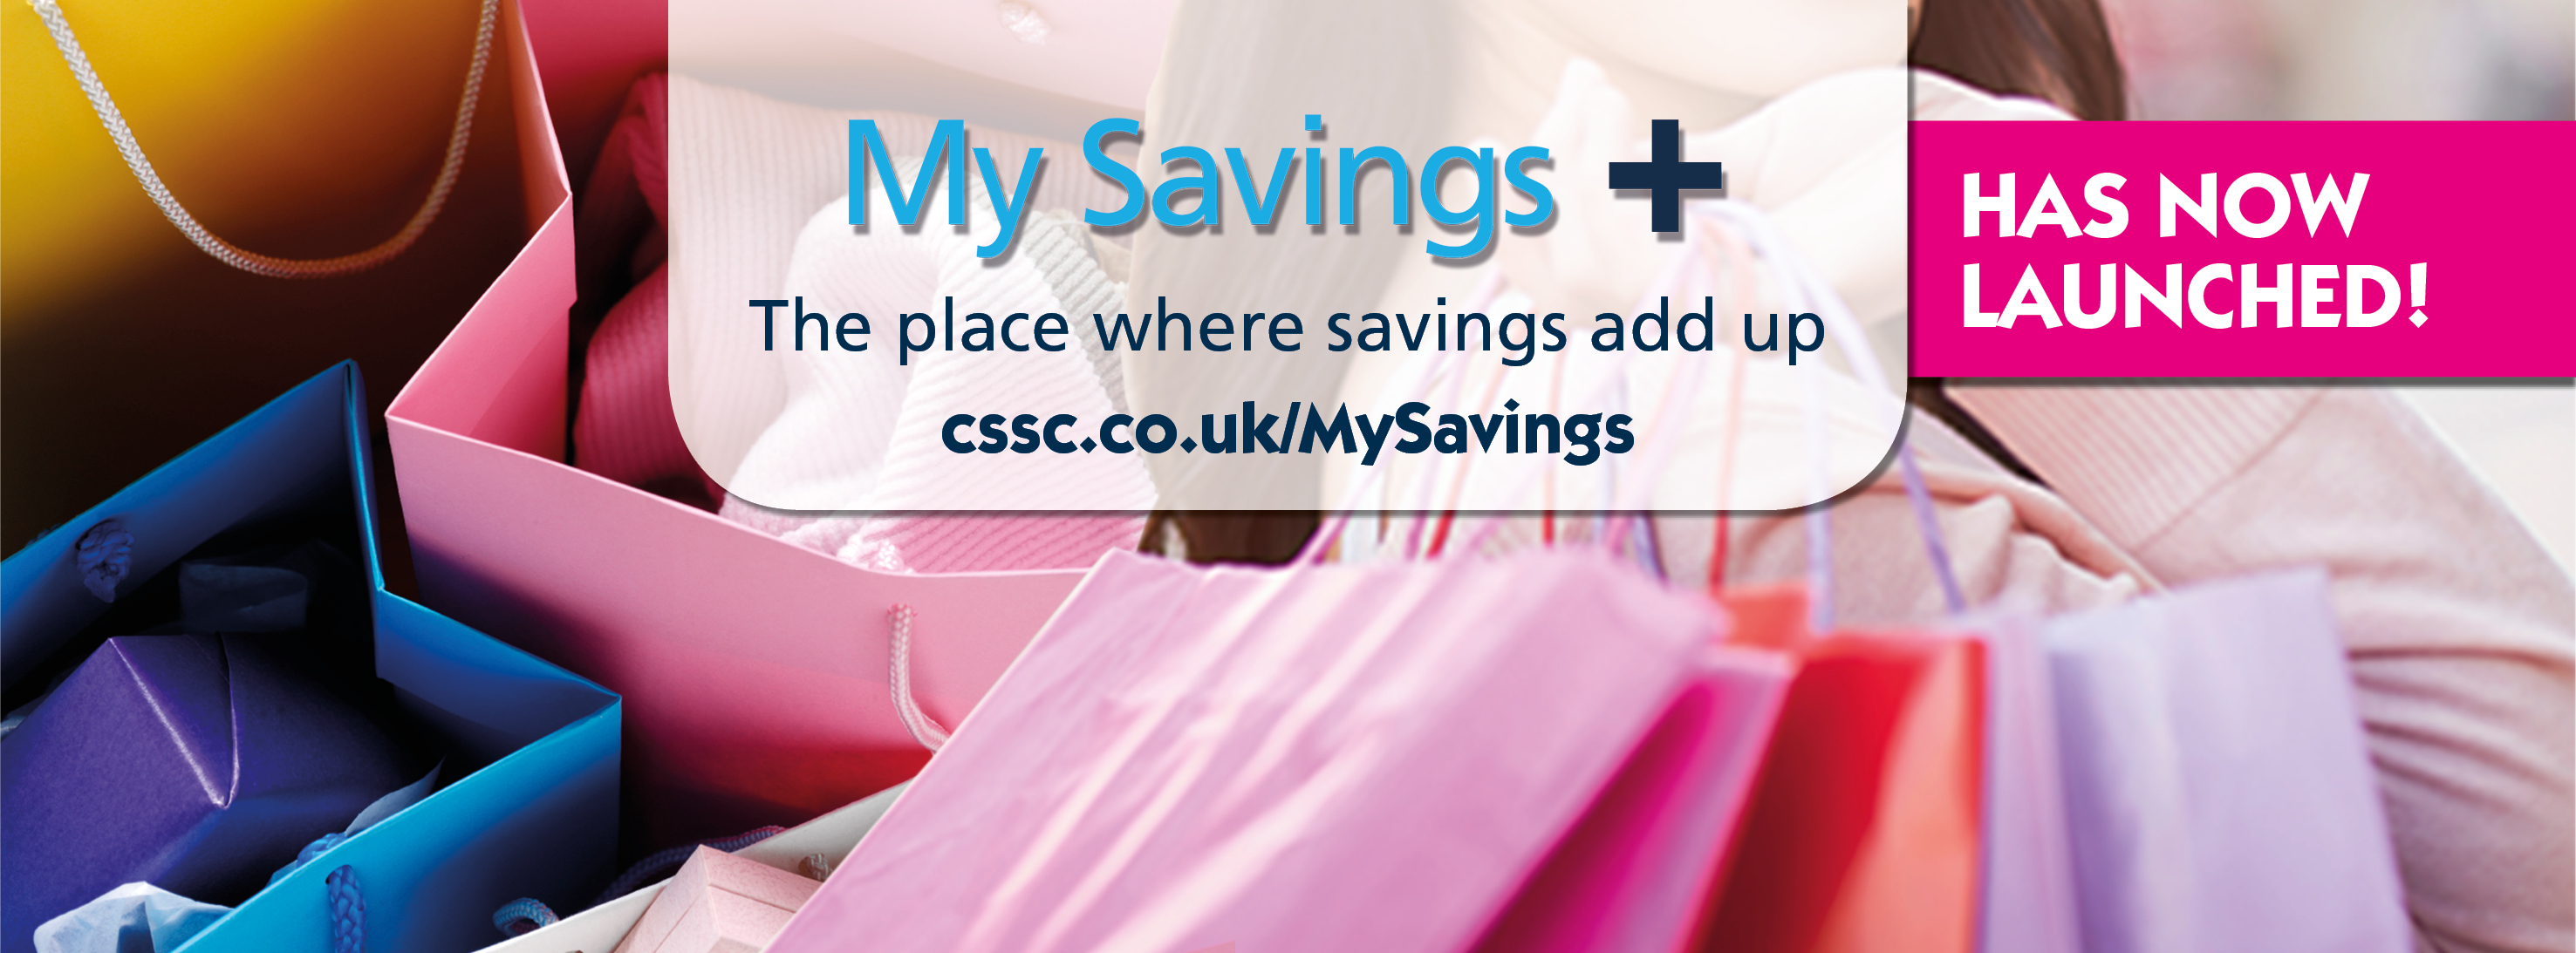 My Savings +
The place where savings add up
cssc.co.uk/MySavings
HAS NOW
LAUNCHED!